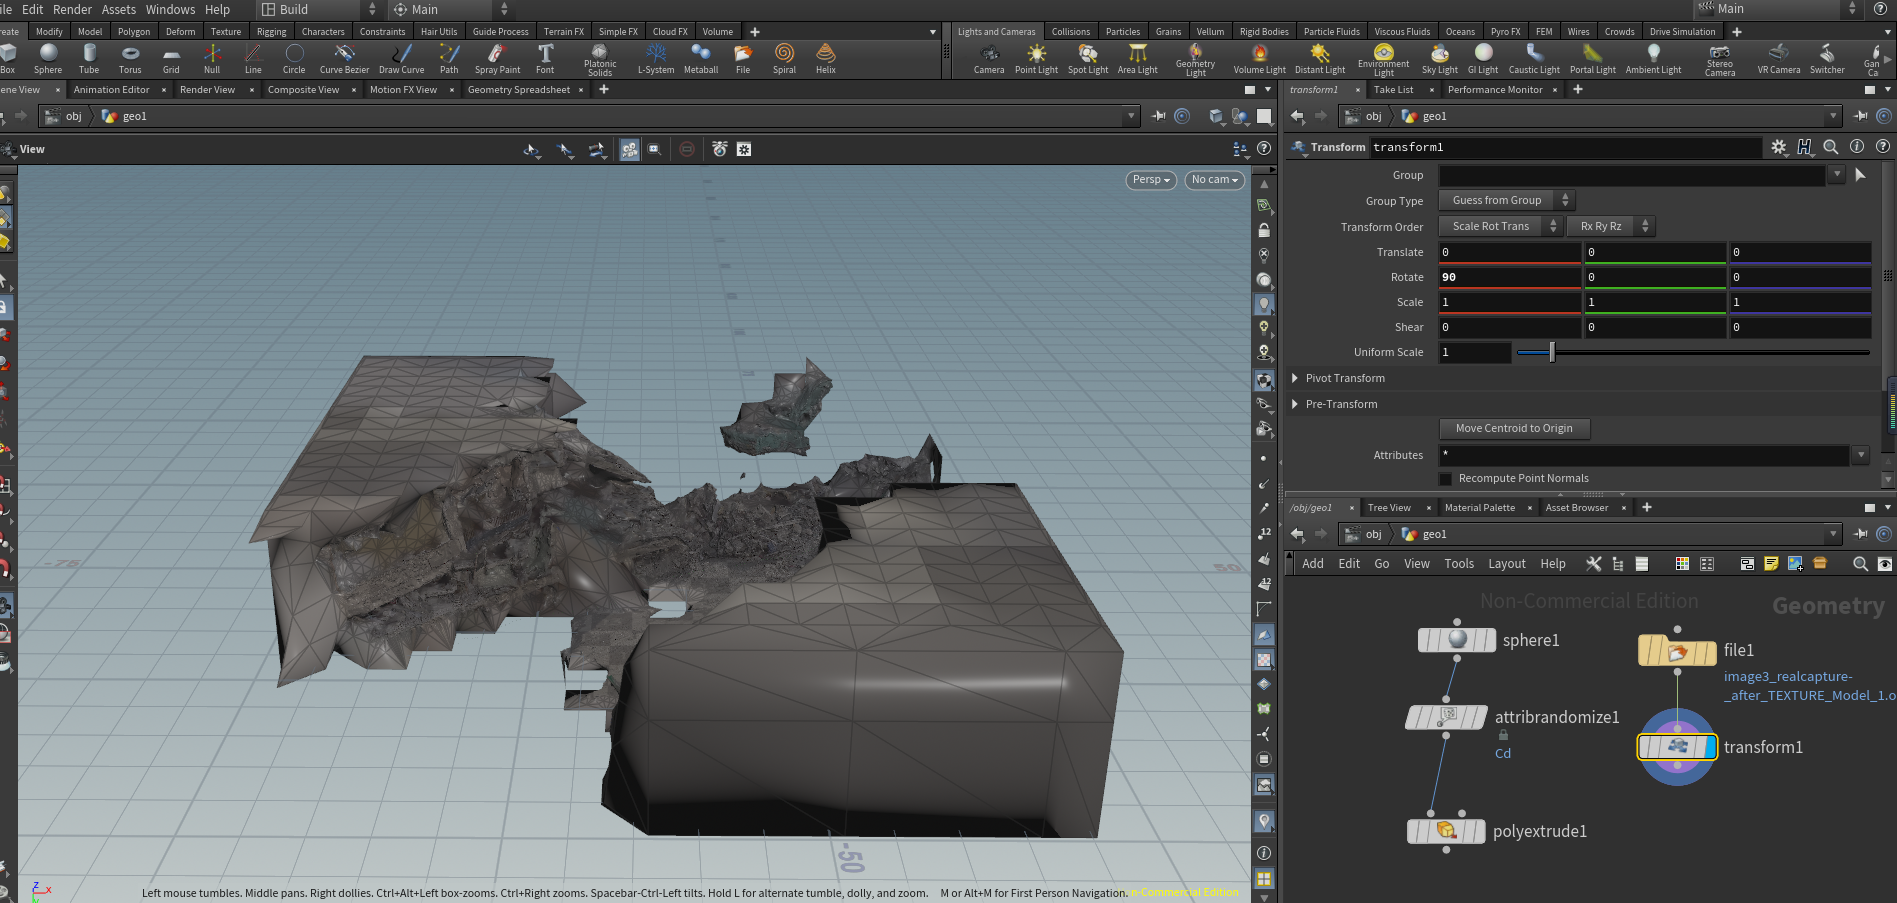 ile Edit Render Assets Windows Help Build Main Main
reate Modify Model Polygon Deform Texture Rigging Characters Constraints Hair Utils Guide Process Terrain FX Simple FX Cloud FX Volume
Lights and Cameras Collisions Particles Grains Vellum Rigid Bodies Particle Fluids Viscous Fluids Oceans Pyro FX FEM Wires Crowds Drive Simulation
Box Sphere Tube Torus Grid Null Line Circle Curve Bezier Draw Curve Path Spray Paint Font Platonic Solids L-System Metaball File Spiral Helix
Camera Point Light Spot Light Area Light Geometry Light Volume Light Distant Light Environment Light Sky Light GI Light Caustic Light Portal Light Ambient Light Stereo Camera VR Camera Switcher Gan Ca
ene View Animation Editor Render View Composite View Motion FX View Geometry Spreadsheet
obj geo1
View
Persp No cam
-75
50
-50
z x y
Left mouse tumbles. Middle pans. Right dollies. Ctrl+Alt+Left box-zooms. Ctrl+Right zooms. Spacebar-Ctrl-Left tilts. Hold L for alternate tumble, dolly, and zoom. M or Alt+M for First Person Navigation.
n-Commercial Edition
12
12
transform1 Take List Performance Monitor
obj geo1
Transform transform1
Group
Group Type Guess from Group
Transform Order Scale Rot Trans Rx Ry Rz
Translate 0 0 0
Rotate 90 0 0
Scale 1 1 1
Shear 0 0 0
Uniform Scale 1
Pivot Transform
Pre-Transform
Move Centroid to Origin
Attributes *
Recompute Point Normals
/obj/geo1 Tree View Material Palette Asset Browser
obj geo1
Add Edit Go View Tools Layout Help
Non-Commercial Edition Geometry
sphere1
file1
image3_realcapture-
_after_TEXTURE_Model_1.o
attribrandomize1
Cd
transform1
polyextrude1